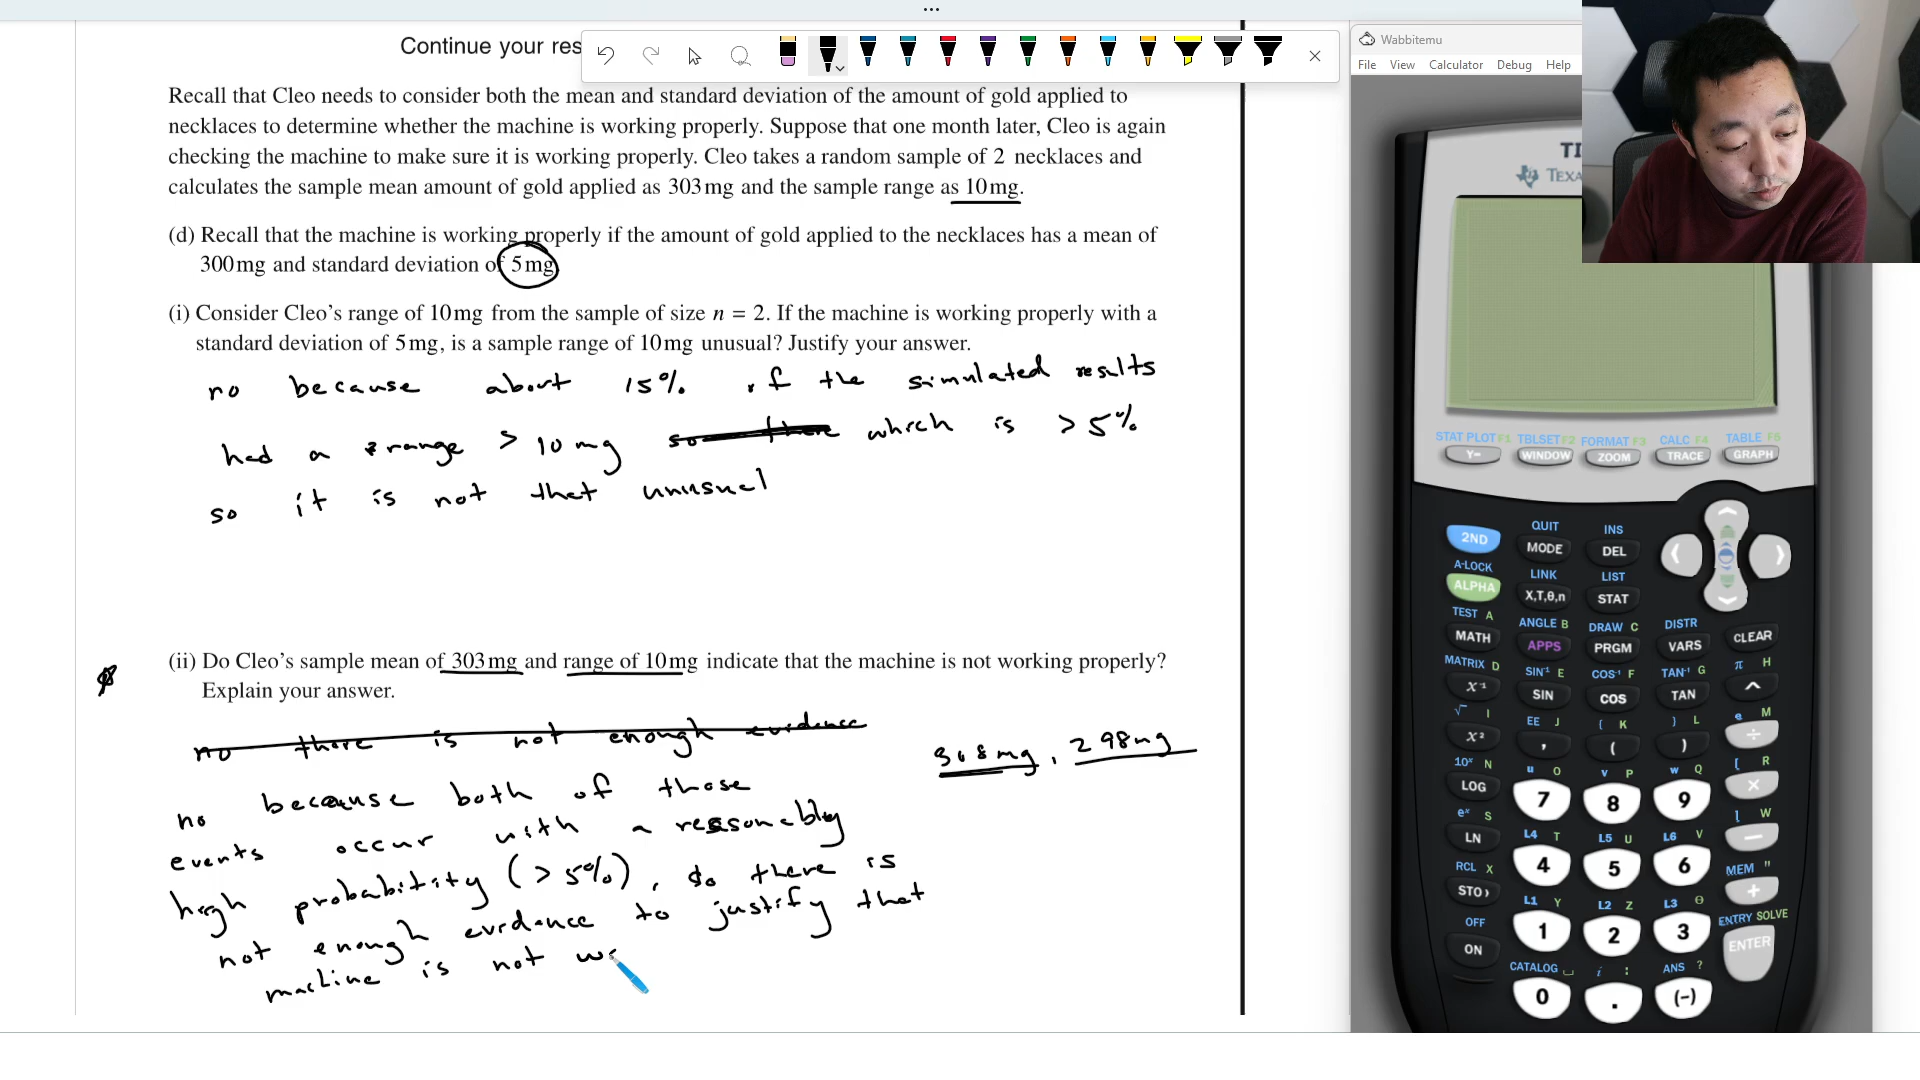 ...
Continue your res
Wabbitemu
File View Calculator Debug Help
Recall that Cleo needs to consider both the mean and standard deviation of the amount of gold applied to
necklaces to determine whether the machine is working properly. Suppose that one month later, Cleo is again
checking the machine to make sure it is working properly. Cleo takes a random sample of 2 necklaces and
calculates the sample mean amount of gold applied as 303 mg and the sample range as 10 mg.
(d) Recall that the machine is working properly if the amount of gold applied to the necklaces has a mean of
300 mg and standard deviation of 5 mg
(i) Consider Cleo's range of 10 mg from the sample of size n = 2. If the machine is working properly with a
standard deviation of 5 mg, is a sample range of 10 mg unusual? Justify your answer.
no because about 15% of the simulated results
had a range > 10 mg so there which is > 5%
so it is not that unusual
(ii) Do Cleo's sample mean of 303 mg and range of 10 mg indicate that the machine is not working properly?
Explain your answer.
no there is not enough evidence
308 mg, 298 mg
no because both of those
events occur with a reasonably
high probability (> 5%), so there is
not enough evidence to justify that
machine is not wo
TI
TEXA
STAT PLOT F1 TBLSET F2 FORMAT F3 CALC F4 TABLE F5
Y= WINDOW ZOOM TRACE GRAPH
QUIT INS
2ND MODE DEL
A-LOCK LINK LIST
ALPHA X,T,θ,n STAT
TEST A ANGLE B DRAW C DISTR
MATH APPS PRGM VARS CLEAR
MATRIX D SIN⁻¹ E COS⁻¹ F TAN⁻¹ G π H
x⁻¹ SIN COS TAN ^
√ I EE J { K } L e M
x² , ( ) ÷
10ˣ N u O v P w Q [ R
LOG 7 8 9 ×
eˣ S L4 T L5 U L6 V ] W
LN 4 5 6 −
RCL X L1 Y L2 Z L3 θ MEM "
STO› 1 2 3 +
OFF CATALOG i : ANS ? ENTRY SOLVE
ON 0 . (-) ENTER